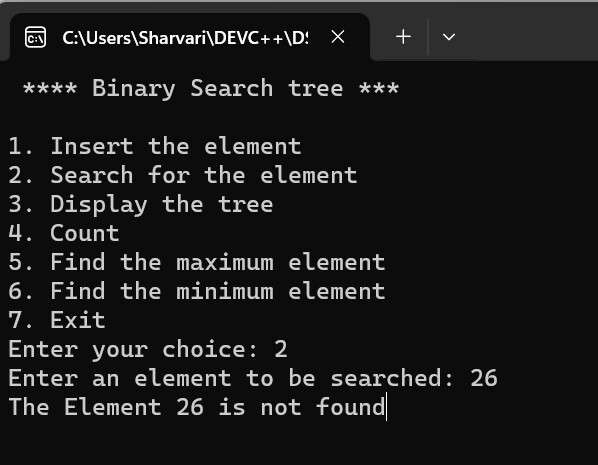 C:\Users\Sharvari\DEVC++\DS
**** Binary Search tree ***
1. Insert the element
2. Search for the element
3. Display the tree
4. Count
5. Find the maximum element
6. Find the minimum element
7. Exit
Enter your choice: 2
Enter an element to be searched: 26
The Element 26 is not found